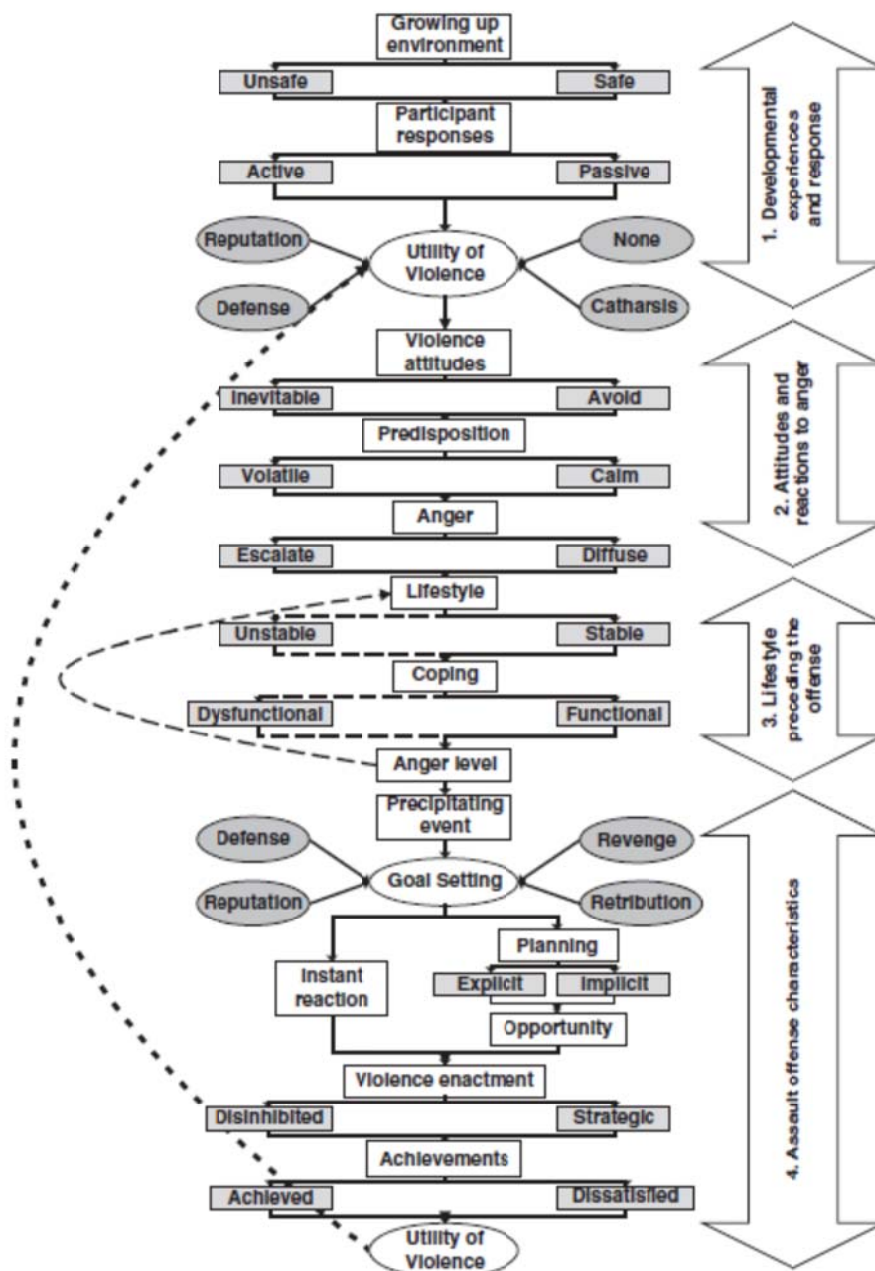 Growing up
environment
Unsafe
Safe
Participant
responses
Active
Passive
Reputation
None
Utility of
Violence
Defense
Catharsis
1. Developmental
experiences
and response
Violence
attitudes
Inevitable
Avoid
Predisposition
Volatile
Calm
Anger
Escalate
Diffuse
2. Attitudes and
reactions to anger
Lifestyle
Unstable
Stable
Coping
Dysfunctional
Functional
Anger level
3. Lifestyle
preceding the
offense
Precipitating
event
Defense
Revenge
Goal Setting
Reputation
Retribution
Planning
Instant
reaction
Explicit
Implicit
Opportunity
Violence enactment
Disinhibited
Strategic
Achievements
Achieved
Dissatisfied
Utility of
Violence
4. Assault offense characteristics